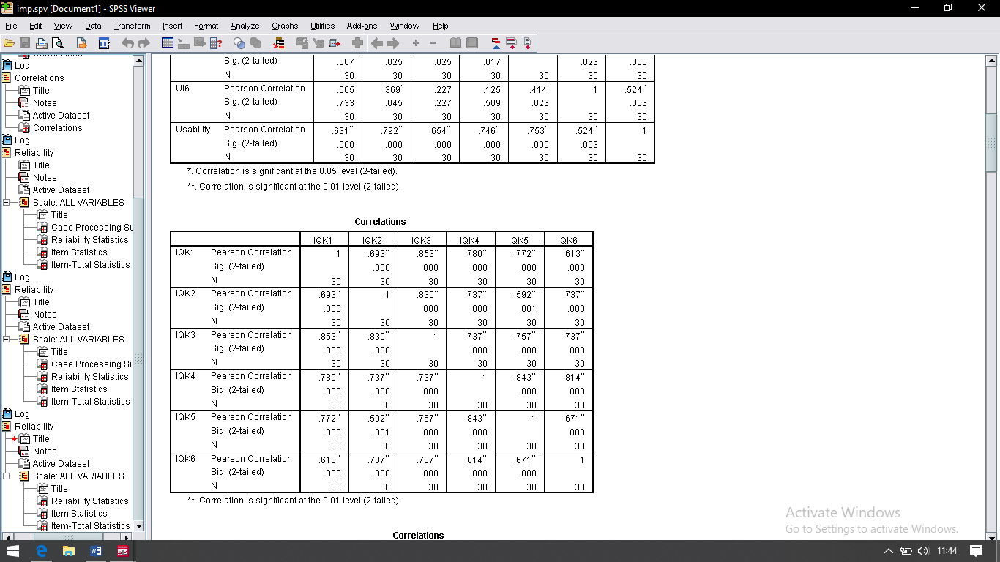 imp.spv [Document1] - SPSS Viewer
File Edit View Data Transform Insert Format Analyze Graphs Utilities Add-ons Window Help
Log
Correlations
Title
Notes
Active Dataset
Correlations
Log
Reliability
Title
Notes
Active Dataset
Scale: ALL VARIABLES
Title
Case Processing Su
Reliability Statistics
Item Statistics
Item-Total Statistics
Log
Reliability
Title
Notes
Active Dataset
Scale: ALL VARIABLES
Title
Case Processing Su
Reliability Statistics
Item Statistics
Item-Total Statistics
Log
Reliability
Title
Notes
Active Dataset
Scale: ALL VARIABLES
Title
Reliability Statistics
Item Statistics
Item-Total Statistics
Sig. (2-tailed) .007 .025 .025 .017 .023 .000
N 30 30 30 30 30 30 30
UI6 Pearson Correlation .065 .369* .227 .125 .414* 1 .524**
Sig. (2-tailed) .733 .045 .227 .509 .023 .003
N 30 30 30 30 30 30 30
Usability Pearson Correlation .631** .792** .654** .746** .753** .524** 1
Sig. (2-tailed) .000 .000 .000 .000 .000 .003
N 30 30 30 30 30 30 30
*. Correlation is significant at the 0.05 level (2-tailed).
**. Correlation is significant at the 0.01 level (2-tailed).
Correlations
IQK1 IQK2 IQK3 IQK4 IQK5 IQK6
IQK1 Pearson Correlation 1 .693** .853** .780** .772** .613**
Sig. (2-tailed) .000 .000 .000 .000 .000
N 30 30 30 30 30 30
IQK2 Pearson Correlation .693** 1 .830** .737** .592** .737**
Sig. (2-tailed) .000 .000 .000 .001 .000
N 30 30 30 30 30 30
IQK3 Pearson Correlation .853** .830** 1 .737** .757** .737**
Sig. (2-tailed) .000 .000 .000 .000 .000
N 30 30 30 30 30 30
IQK4 Pearson Correlation .780** .737** .737** 1 .843** .814**
Sig. (2-tailed) .000 .000 .000 .000 .000
N 30 30 30 30 30 30
IQK5 Pearson Correlation .772** .592** .757** .843** 1 .671**
Sig. (2-tailed) .000 .001 .000 .000 .000
N 30 30 30 30 30 30
IQK6 Pearson Correlation .613** .737** .737** .814** .671** 1
Sig. (2-tailed) .000 .000 .000 .000 .000
N 30 30 30 30 30 30
**. Correlation is significant at the 0.01 level (2-tailed).
Correlations
Activate Windows
Go to Settings to activate Windows.
11:44